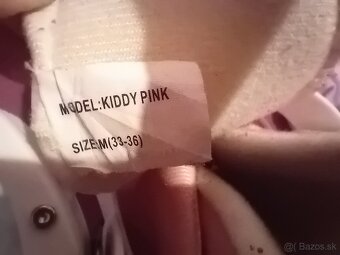 MODEL:KIDDY PINK
SIZE:M(33-36)
@( Bazos.sk